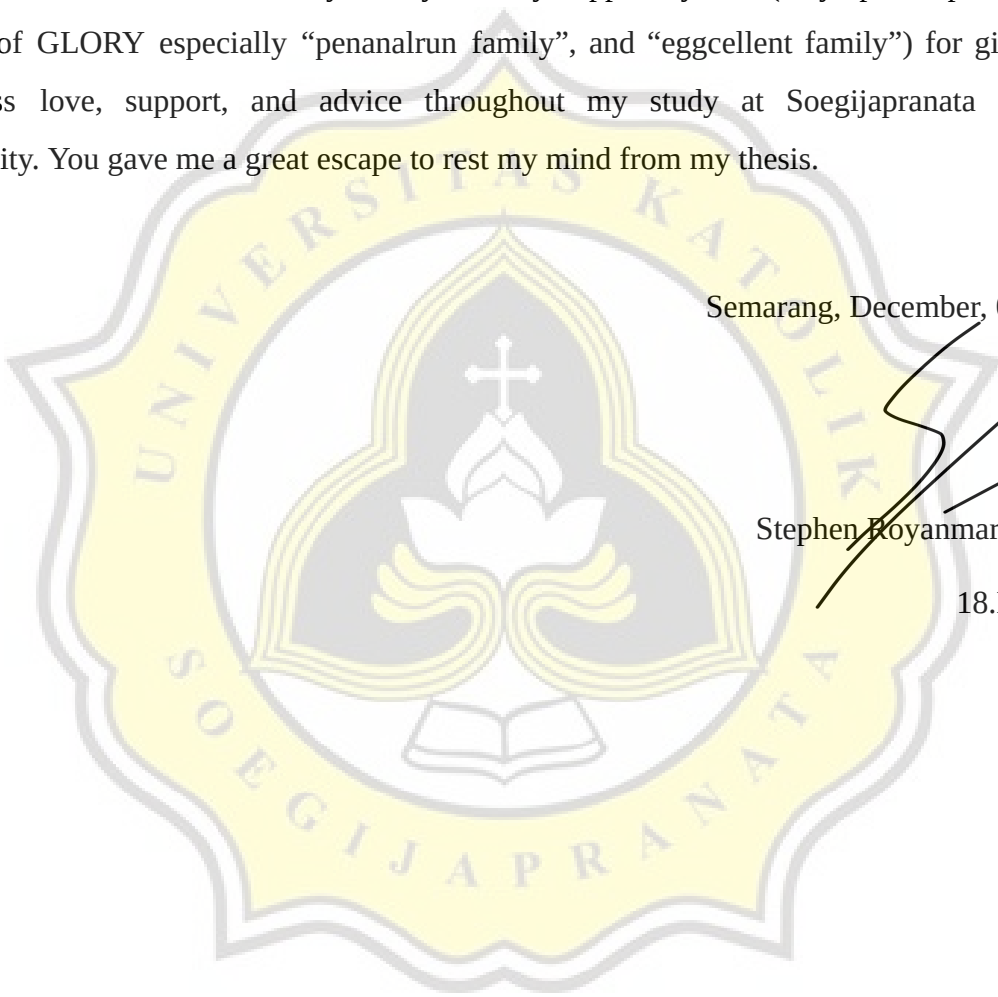 of GLORY especially “penanalrun family”, and “eggcellent family”) for gi
ss love, support, and advice throughout my study at Soegijapranata
ity. You gave me a great escape to rest my mind from my thesis.
UNIVERSITAS KATOLIK
Semarang, December,
Stephen Royanmar
18.
SOEGIJAPRANATA